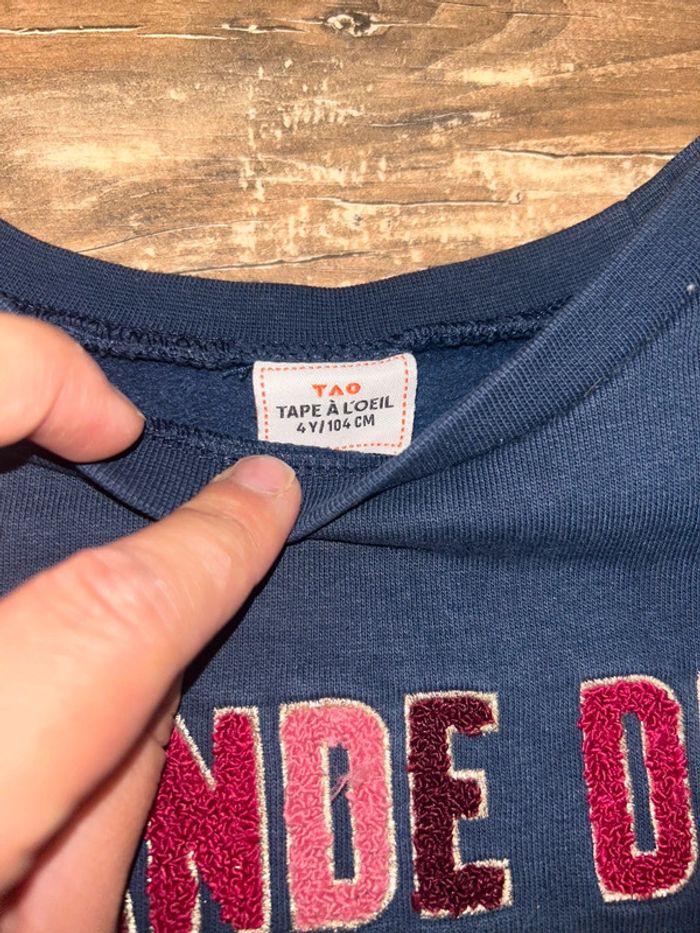 TAO
TAPE À L'OEIL
4Y/104 CM
NDE D